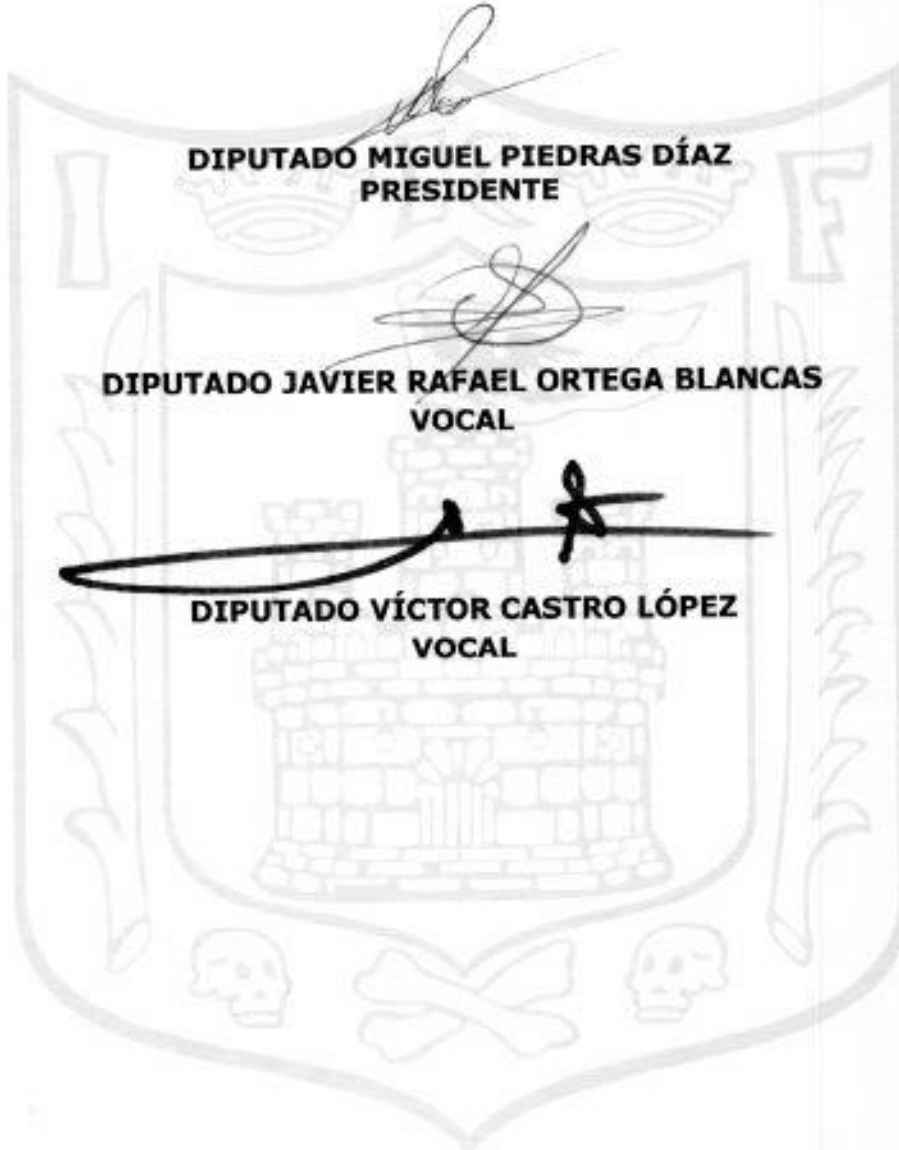 I K F
DIPUTADO MIGUEL PIEDRAS DÍAZ
PRESIDENTE
DIPUTADO JAVIER RAFAEL ORTEGA BLANCAS
VOCAL
DIPUTADO VÍCTOR CASTRO LÓPEZ
VOCAL